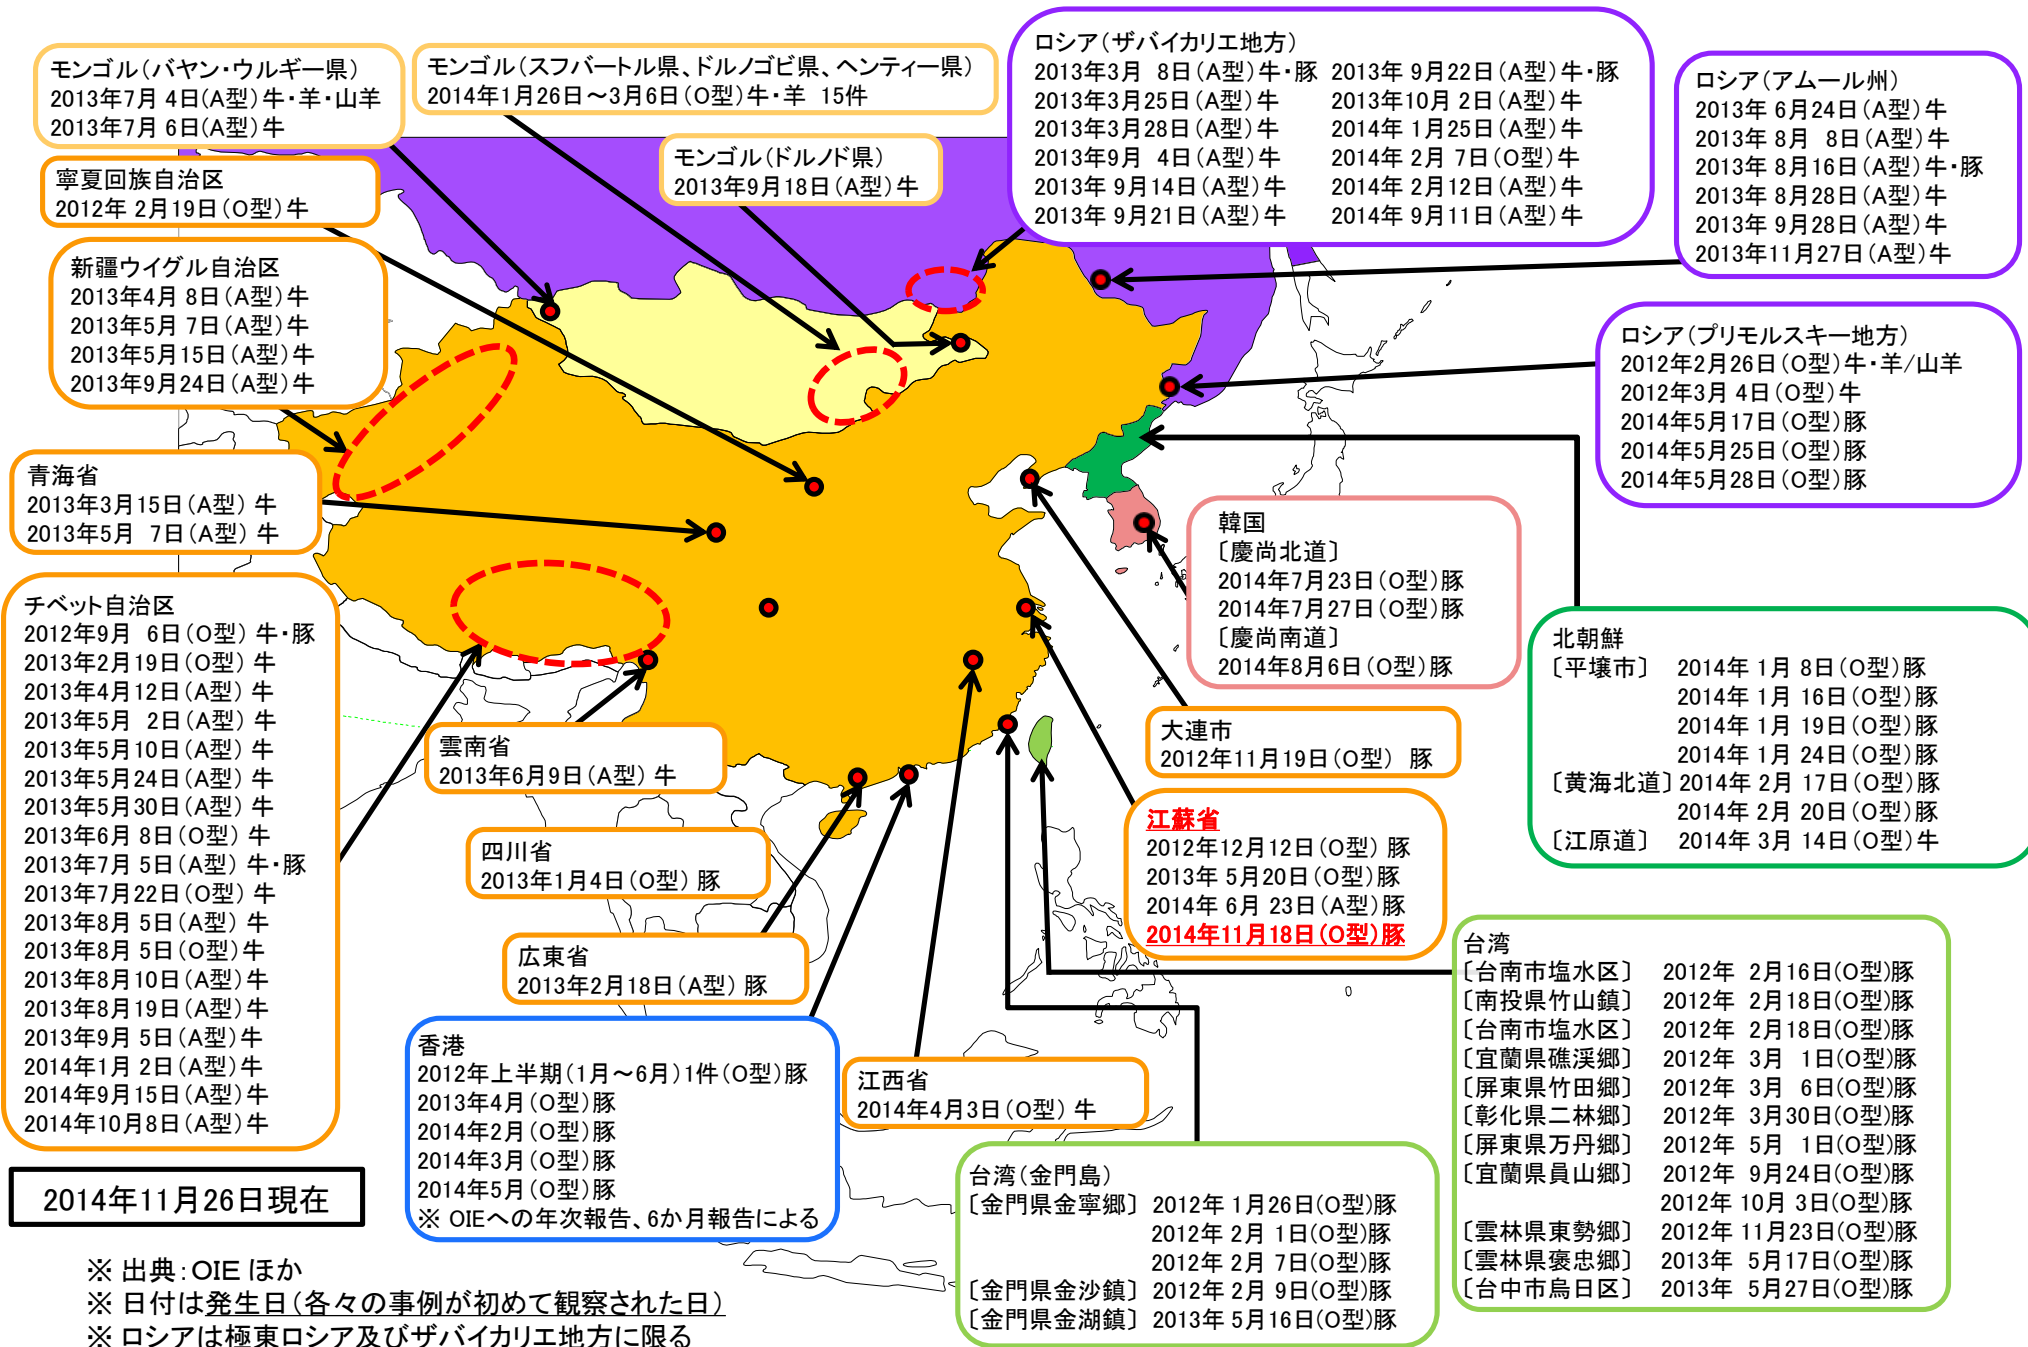 モンゴル(バヤン・ウルギー県)
2013年7月 4日(A型)牛・羊・山羊
2013年7月 6日(A型)牛
モンゴル(スフバートル県、ドルノゴビ県、ヘンティー県)
2014年1月26日～3月6日(O型)牛・羊 15件
モンゴル(ドルノド県)
2013年9月18日(A型)牛
ロシア(ザバイカリエ地方)
2013年3月 8日(A型)牛・豚 2013年 9月22日(A型)牛・豚
2013年3月25日(A型)牛 2013年10月 2日(A型)牛
2013年3月28日(A型)牛 2014年 1月25日(A型)牛
2013年9月 4日(A型)牛 2014年 2月 7日(O型)牛
2013年 9月14日(A型)牛 2014年 2月12日(A型)牛
2013年 9月21日(A型)牛 2014年 9月11日(A型)牛
ロシア(アムール州)
2013年 6月24日(A型)牛
2013年 8月 8日(A型)牛
2013年 8月16日(A型)牛・豚
2013年 8月28日(A型)牛
2013年 9月28日(A型)牛
2013年11月27日(A型)牛
寧夏回族自治区
2012年 2月19日(O型)牛
新疆ウイグル自治区
2013年4月 8日(A型)牛
2013年5月 7日(A型)牛
2013年5月15日(A型)牛
2013年9月24日(A型)牛
ロシア(プリモルスキー地方)
2012年2月26日(O型)牛・羊/山羊
2012年3月 4日(O型)牛
2014年5月17日(O型)豚
2014年5月25日(O型)豚
2014年5月28日(O型)豚
青海省
2013年3月15日(A型) 牛
2013年5月 7日(A型) 牛
韓国
〔慶尚北道〕
2014年7月23日(O型)豚
2014年7月27日(O型)豚
〔慶尚南道〕
2014年8月6日(O型)豚
チベット自治区
2012年9月 6日(O型) 牛・豚
2013年2月19日(O型) 牛
2013年4月12日(A型) 牛
2013年5月 2日(A型) 牛
2013年5月10日(A型) 牛
2013年5月24日(A型) 牛
2013年5月30日(A型) 牛
2013年6月 8日(O型) 牛
2013年7月 5日(A型) 牛・豚
2013年7月22日(O型) 牛
2013年8月 5日(A型) 牛
2013年8月 5日(O型)牛
2013年8月10日(A型)牛
2013年8月19日(A型)牛
2013年9月 5日(A型)牛
2014年1月 2日(A型)牛
2014年9月15日(A型)牛
2014年10月8日(A型)牛
北朝鮮
〔平壌市〕 2014年 1月 8日(O型)豚
2014年 1月 16日(O型)豚
2014年 1月 19日(O型)豚
2014年 1月 24日(O型)豚
〔黄海北道〕2014年 2月 17日(O型)豚
2014年 2月 20日(O型)豚
〔江原道〕 2014年 3月 14日(O型)牛
雲南省
2013年6月9日(A型) 牛
大連市
2012年11月19日(O型) 豚
四川省
2013年1月4日(O型) 豚
江蘇省
2012年12月12日(O型) 豚
2013年 5月20日(O型)豚
2014年 6月 23日(A型)豚
2014年11月18日(O型)豚
広東省
2013年2月18日(A型) 豚
台湾
〔台南市塩水区〕 2012年 2月16日(O型)豚
〔南投県竹山鎮〕 2012年 2月18日(O型)豚
〔台南市塩水区〕 2012年 2月18日(O型)豚
〔宜蘭県礁渓郷〕 2012年 3月 1日(O型)豚
〔屏東県竹田郷〕 2012年 3月 6日(O型)豚
〔彰化県二林郷〕 2012年 3月30日(O型)豚
〔屏東県万丹郷〕 2012年 5月 1日(O型)豚
〔宜蘭県員山郷〕 2012年 9月24日(O型)豚
2012年 10月 3日(O型)豚
〔雲林県東勢郷〕 2012年 11月23日(O型)豚
〔雲林県褒忠郷〕 2013年 5月17日(O型)豚
〔台中市烏日区〕 2013年 5月27日(O型)豚
香港
2012年上半期(1月～6月)1件(O型)豚
2013年4月(O型)豚
2014年2月(O型)豚
2014年3月(O型)豚
2014年5月(O型)豚
※ OIEへの年次報告、6か月報告による
江西省
2014年4月3日(O型) 牛
台湾(金門島)
〔金門県金寧郷〕 2012年 1月26日(O型)豚
2012年 2月 1日(O型)豚
2012年 2月 7日(O型)豚
〔金門県金沙鎮〕 2012年 2月 9日(O型)豚
〔金門県金湖鎮〕 2013年 5月16日(O型)豚
2014年11月26日現在
※ 出典:OIE ほか
※ 日付は発生日(各々の事例が初めて観察された日)
※ ロシアは極東ロシア及びザバイカリエ地方に限る